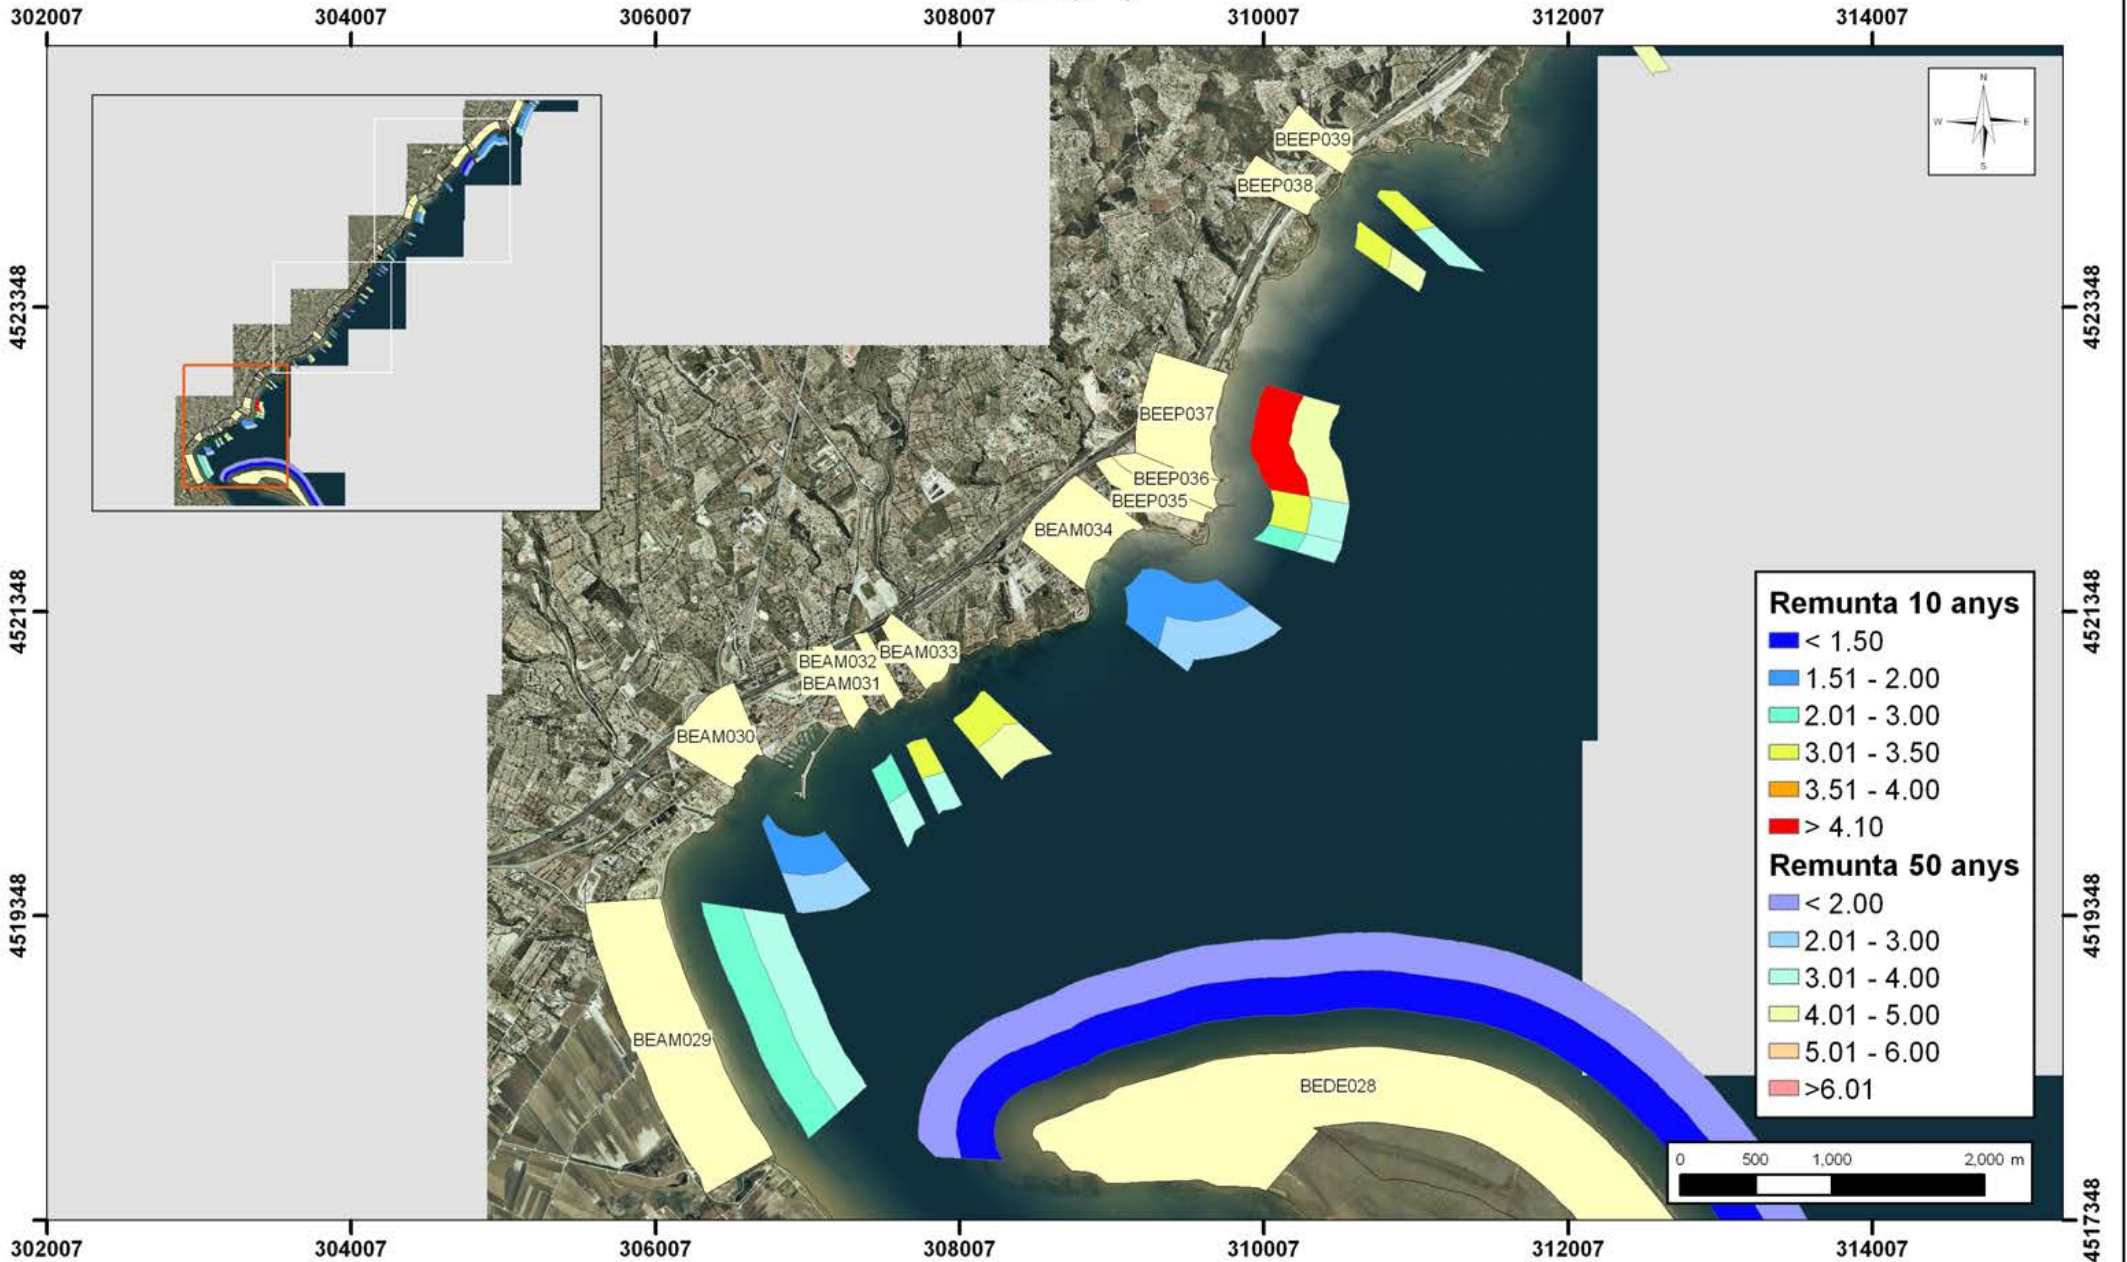 302007 304007 306007 308007 310007 312007 314007
N
W E
S
BEEP039
BEEP038
4523348 4523348
BEEP037
BEEP036
BEEP035
BEAM034
4521348 4521348
BEAM033
BEAM032
BEAM031
BEAM030
4519348 4519348
BEAM029
BEDE028
4517348
Remunta 10 anys
< 1.50
1.51 - 2.00
2.01 - 3.00
3.01 - 3.50
3.51 - 4.00
> 4.10
Remunta 50 anys
< 2.00
2.01 - 3.00
3.01 - 4.00
4.01 - 5.00
5.01 - 6.00
>6.01
0 500 1,000 2,000 m
302007 304007 306007 308007 310007 312007 314007